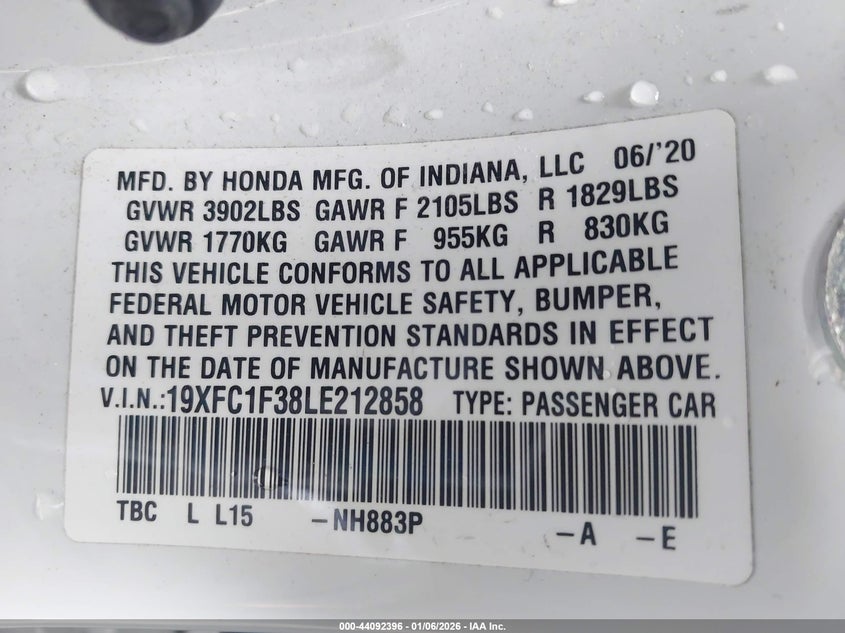 MFD. BY HONDA MFG. OF INDIANA, LLC 06/'20
GVWR 3902LBS GAWR F 2105LBS R 1829LBS
GVWR 1770KG GAWR F 955KG R 830KG
THIS VEHICLE CONFORMS TO ALL APPLICABLE
FEDERAL MOTOR VEHICLE SAFETY, BUMPER,
AND THEFT PREVENTION STANDARDS IN EFFECT
ON THE DATE OF MANUFACTURE SHOWN ABOVE.
V.I.N.:19XFC1F38LE212858 TYPE: PASSENGER CAR
TBC L L15 -NH883P -A -E
000-44092396 - 01/06/2026 - IAA Inc.